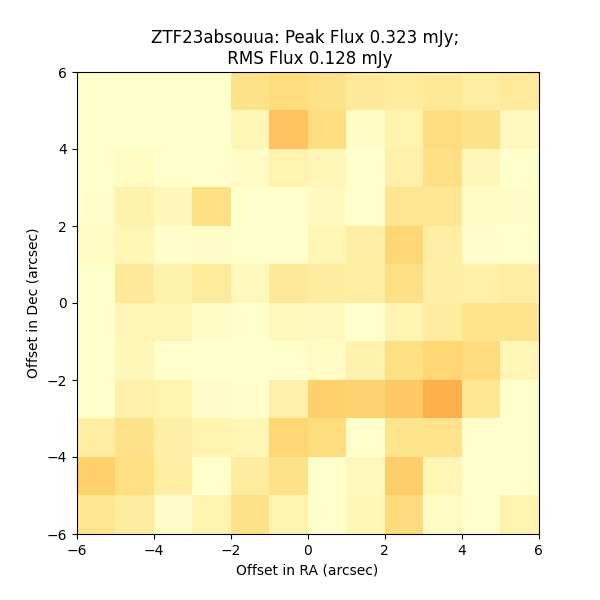 ZTF23absouua: Peak Flux 0.323 mJy;
RMS Flux 0.128 mJy
6
4
2
0
−2
−4
−6
Offset in Dec (arcsec)
−6 −4 −2 0 2 4 6
Offset in RA (arcsec)